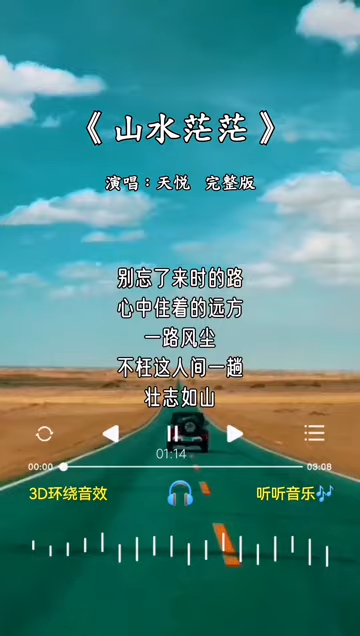 《山水茫茫》
演唱：天悦 完整版
别忘了来时的路
心中住着的远方
一路风尘
不枉这人间一趟
壮志如山
01:14
00:00 03:08
3D环绕音效 听听音乐